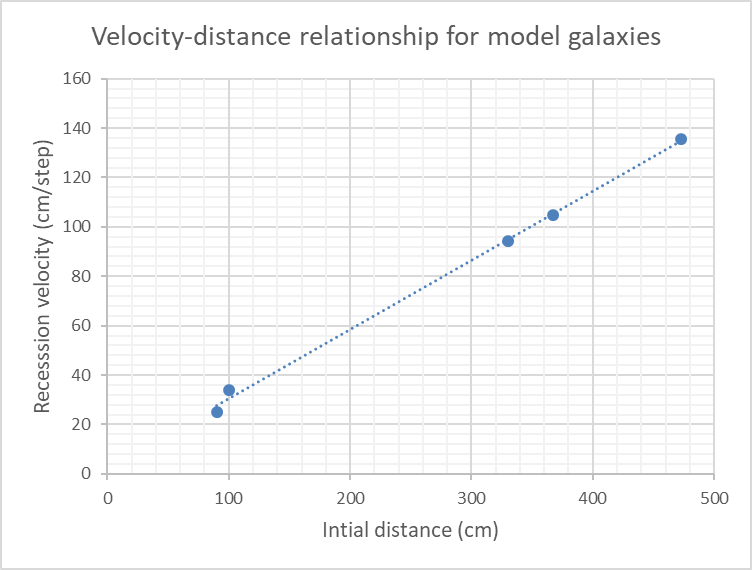 Velocity-distance relationship for model galaxies
160
140
120
100
80
60
40
20
0
Recesssion velocity (cm/step)
0 100 200 300 400 500
Intial distance (cm)